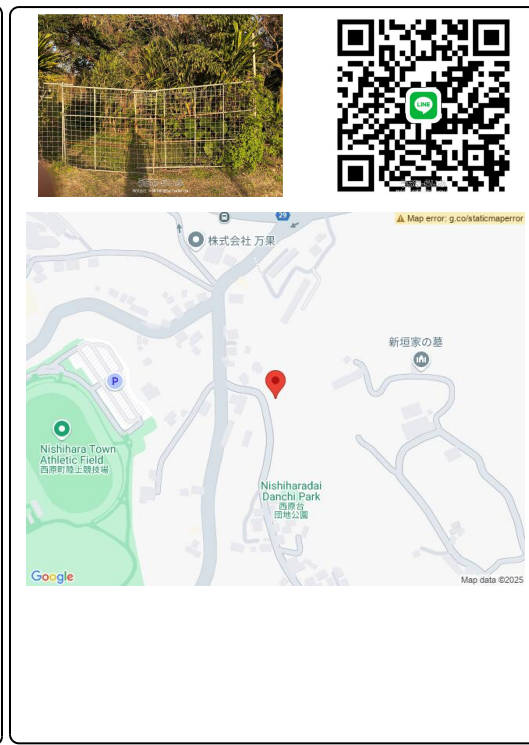 LINE
29
Map error: g.co/staticmaperror
株式会社 万果
新垣家の墓
P
Nishihara Town
Athletic Field
西原町陸上競技場
Nishiharadai
Danchi Park
西原台
団地公園
Google
Map data ©2025